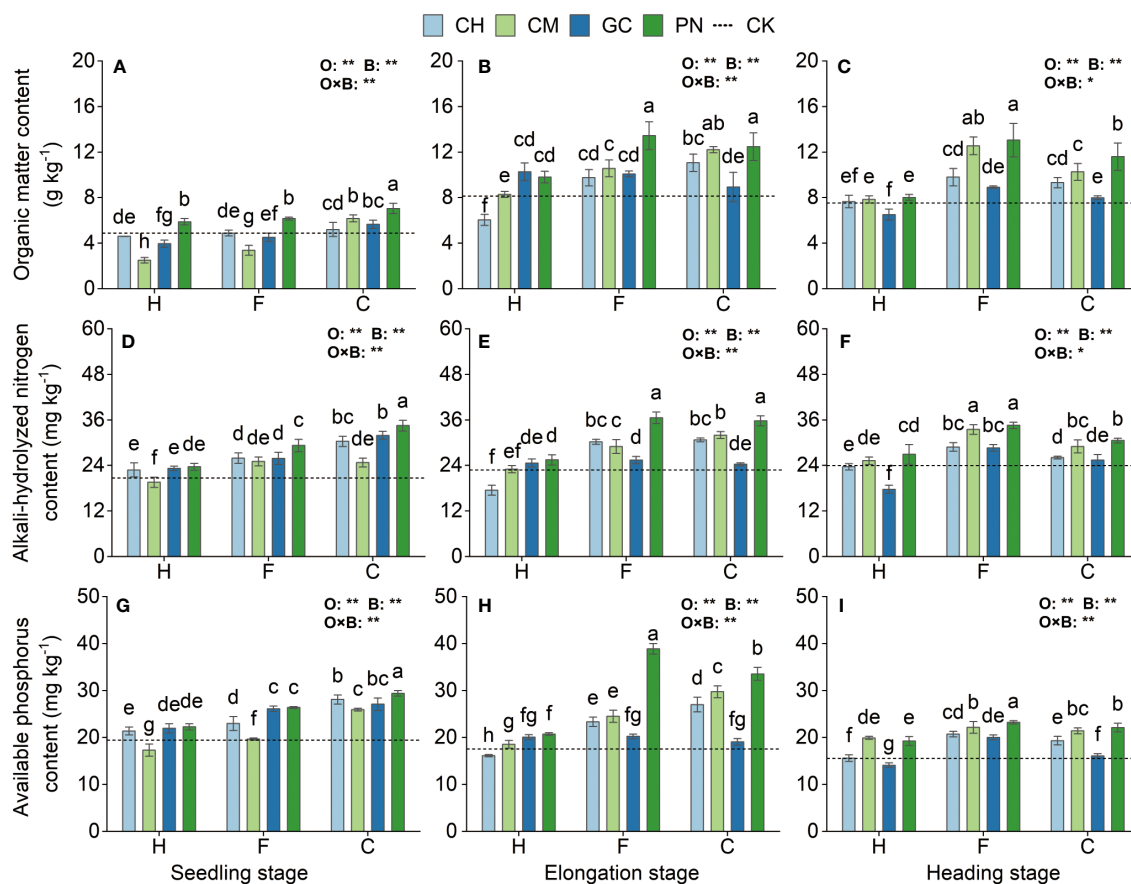 CH CM GC PN CK
A
O: ** B: **
O×B: **
B
O: ** B: **
O×B: **
C
O: ** B: **
O×B: *
Organic matter content
(g kg-1)
20
16
12
8
4
0
de h fg b
de g ef b
cd b bc a
H F C
20
16
12
8
4
0
f e cd cd
cd c cd a
bc ab de a
H F C
20
16
12
8
4
0
ef e f e
cd ab de a
cd c e b
H F C
D
O: ** B: **
O×B: **
E
O: ** B: **
O×B: **
F
O: ** B: **
O×B: *
Alkali-hydrolyzed nitrogen
content (mg kg-1)
60
48
36
24
12
0
e f e e
d de d c
bc de b a
H F C
60
48
36
24
12
0
f ef de d
bc c d a
bc b de a
H F C
60
48
36
24
12
0
e de f cd
bc a bc a
d bc de b
H F C
G
O: ** B: **
O×B: **
H
O: ** B: **
O×B: **
I
O: ** B: **
O×B: **
Available phosphorus
content (mg kg-1)
50
40
30
20
10
0
e g de de
d f c c
b c bc a
H F C
Seedling stage
50
40
30
20
10
0
h g fg f
e e fg a
d c fg b
H F C
Elongation stage
50
40
30
20
10
0
f de g e
cd b de a
e bc f b
H F C
Heading stage